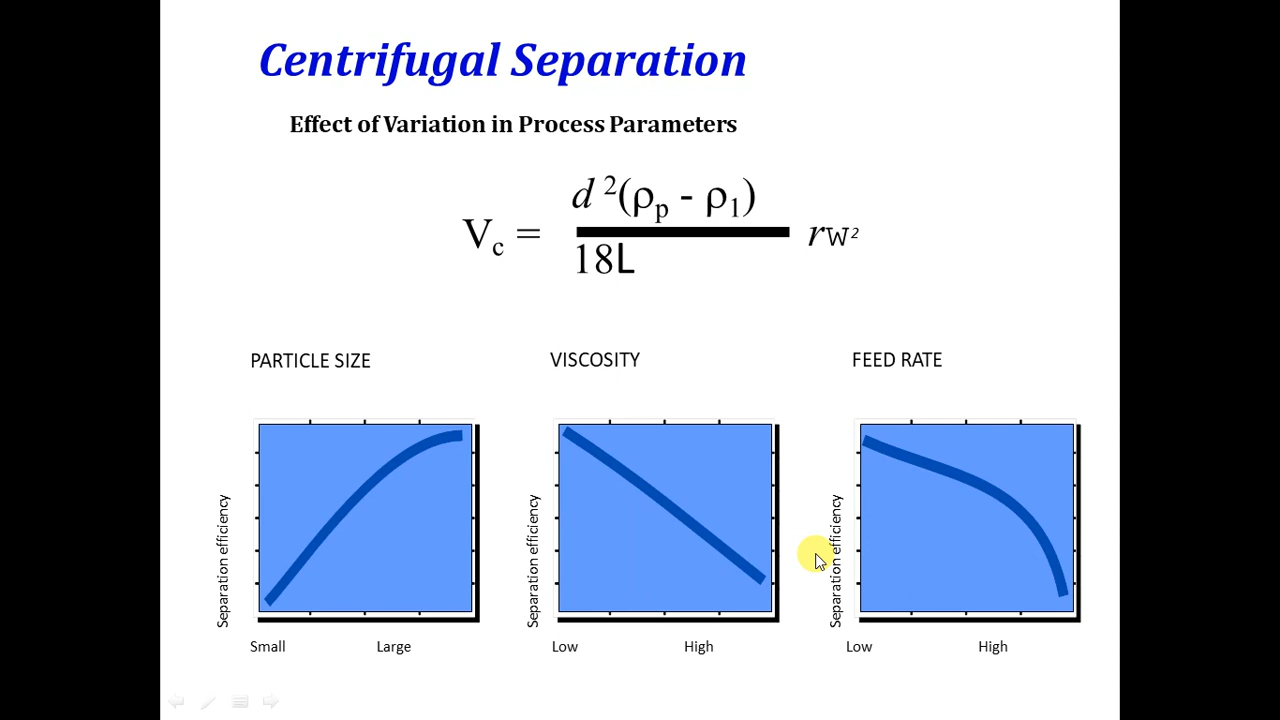 Centrifugal Separation
Effect of Variation in Process Parameters
d ²(ρp - ρ1)
Vc = rw²
18L
PARTICLE SIZE
VISCOSITY
FEED RATE
Separation efficiency
Separation efficiency
Separation efficiency
Small Large
Low High
Low High